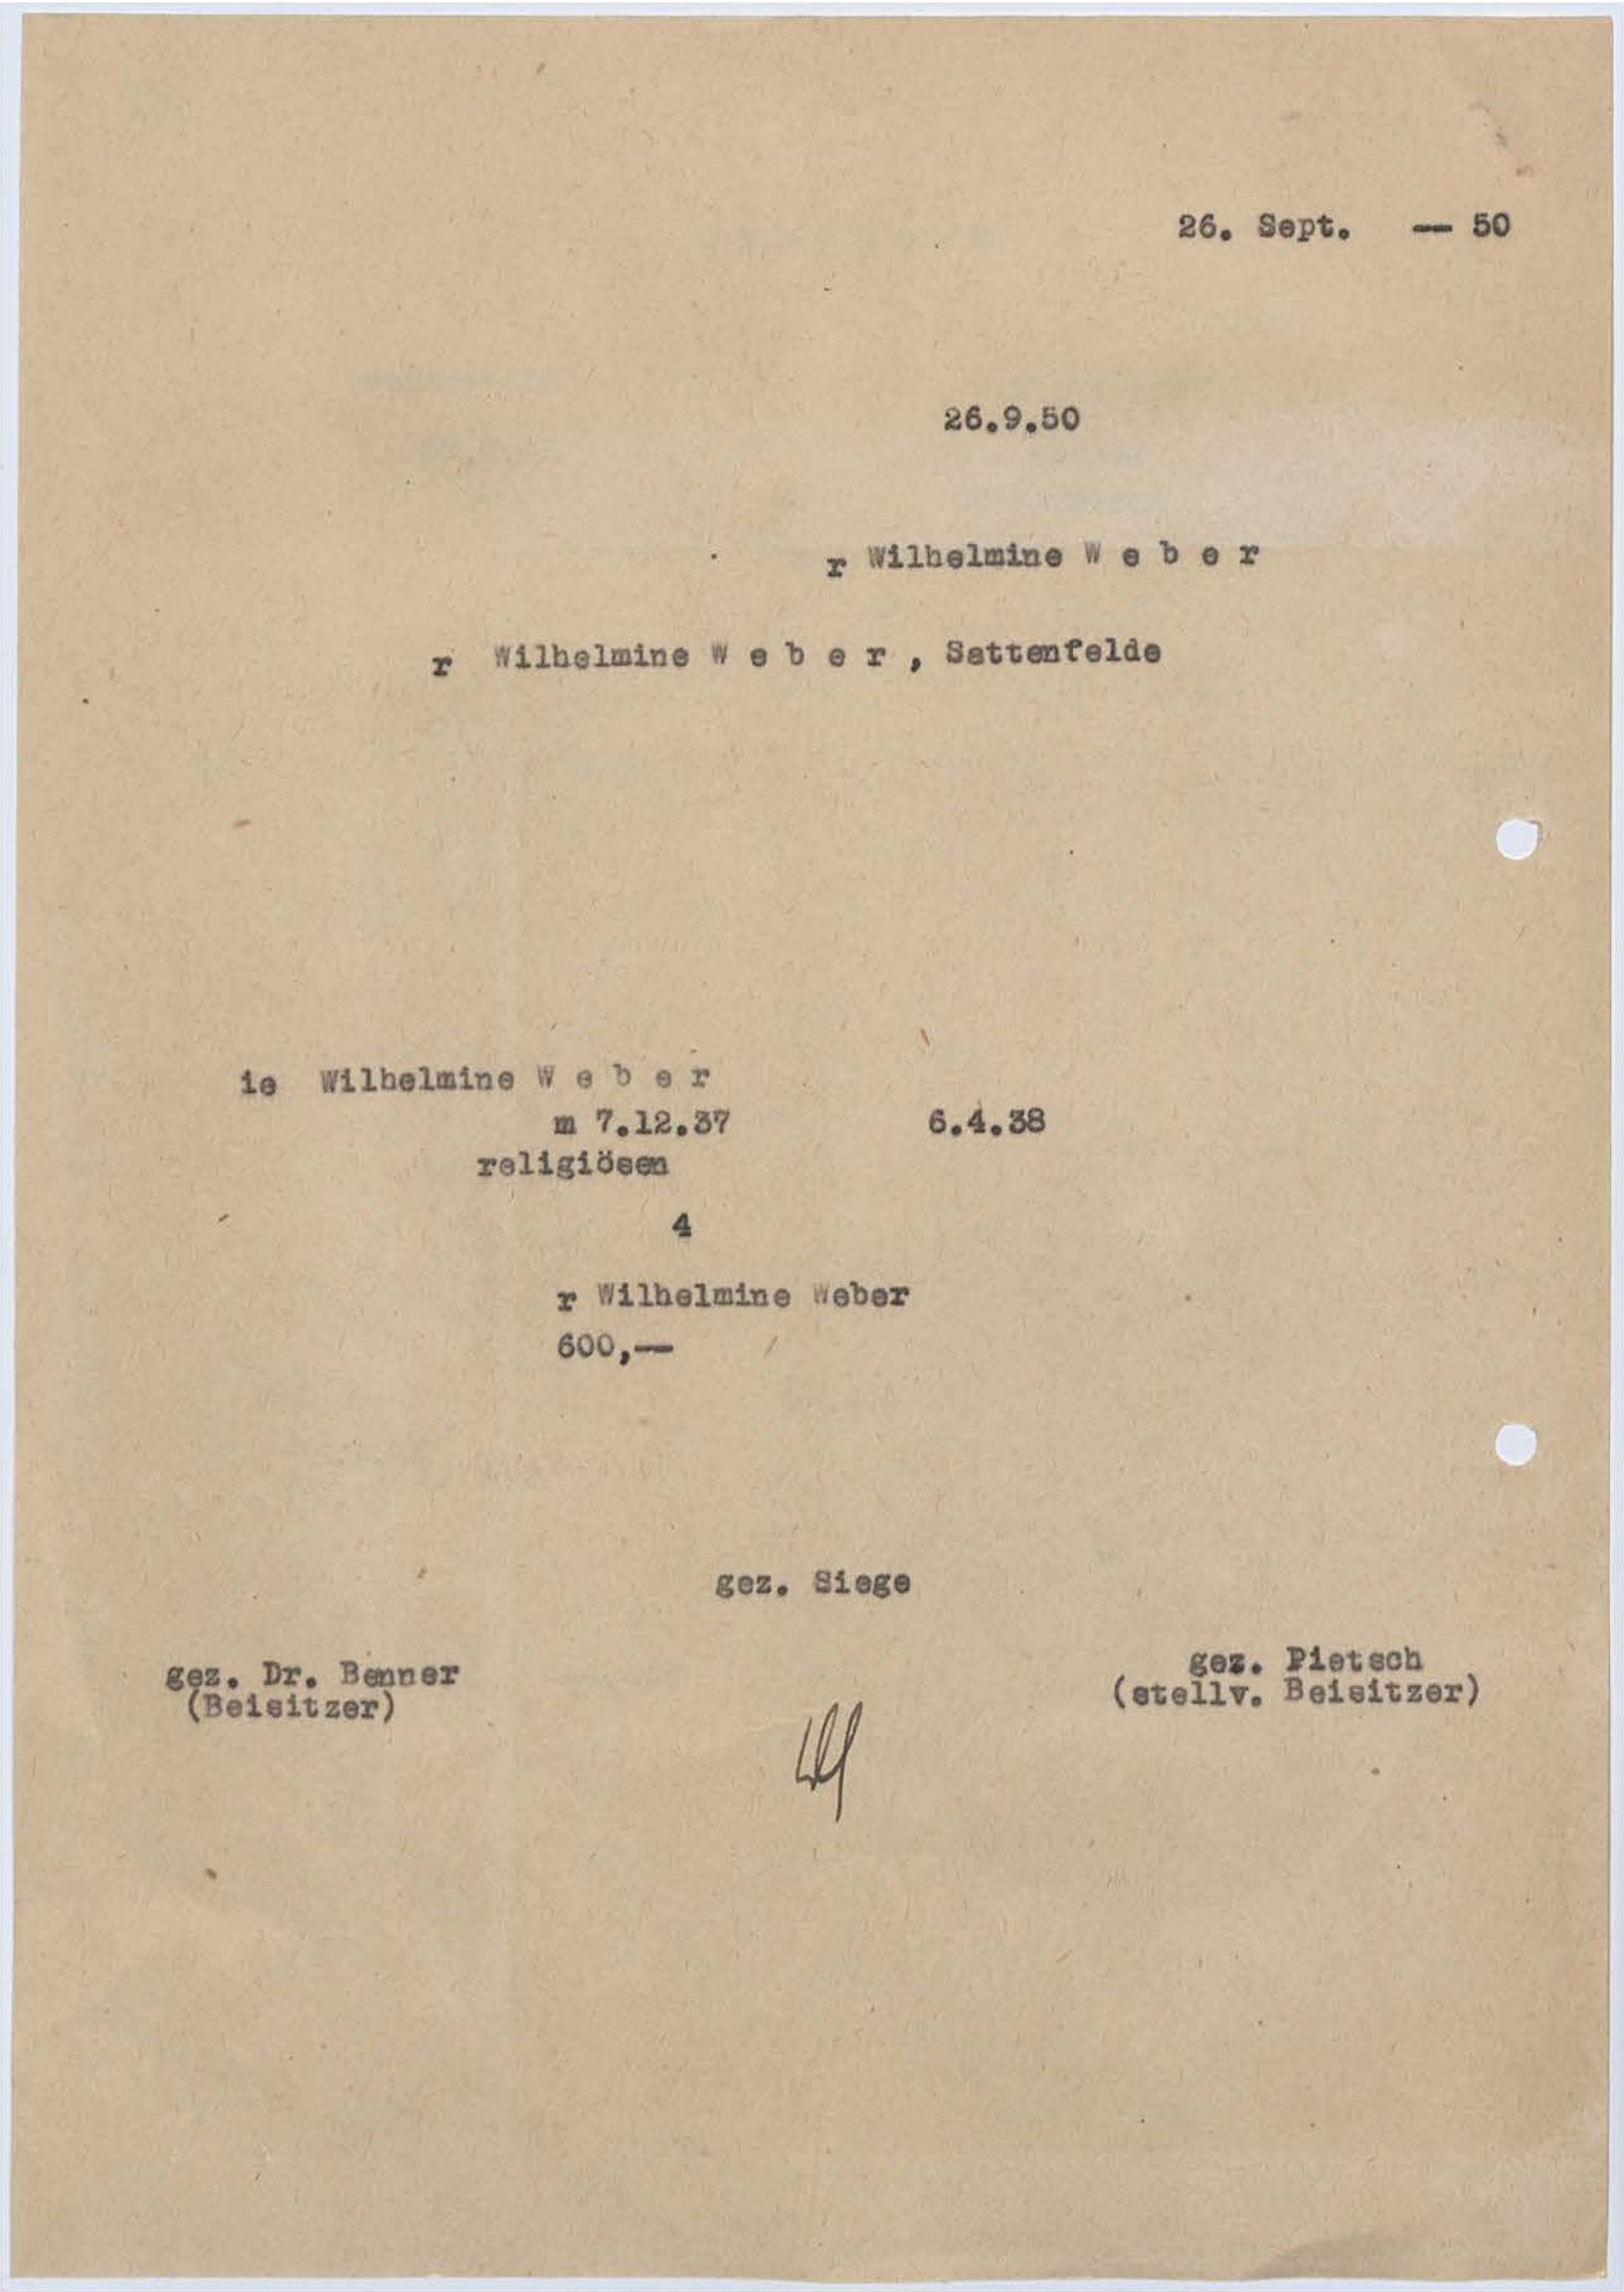 26. Sept. — 50
26.9.50
r Wilhelmine W e b e r
r Wilhelmine W e b e r , Sattenfelde
ie Wilhelmine W e b e r
m 7.12.37 6.4.38
religiösen
4
r Wilhelmine Weber
600,—
gez. Siege
gez. Dr. Benner
(Beisitzer)
gez. Pietsch
(stellv. Beisitzer)